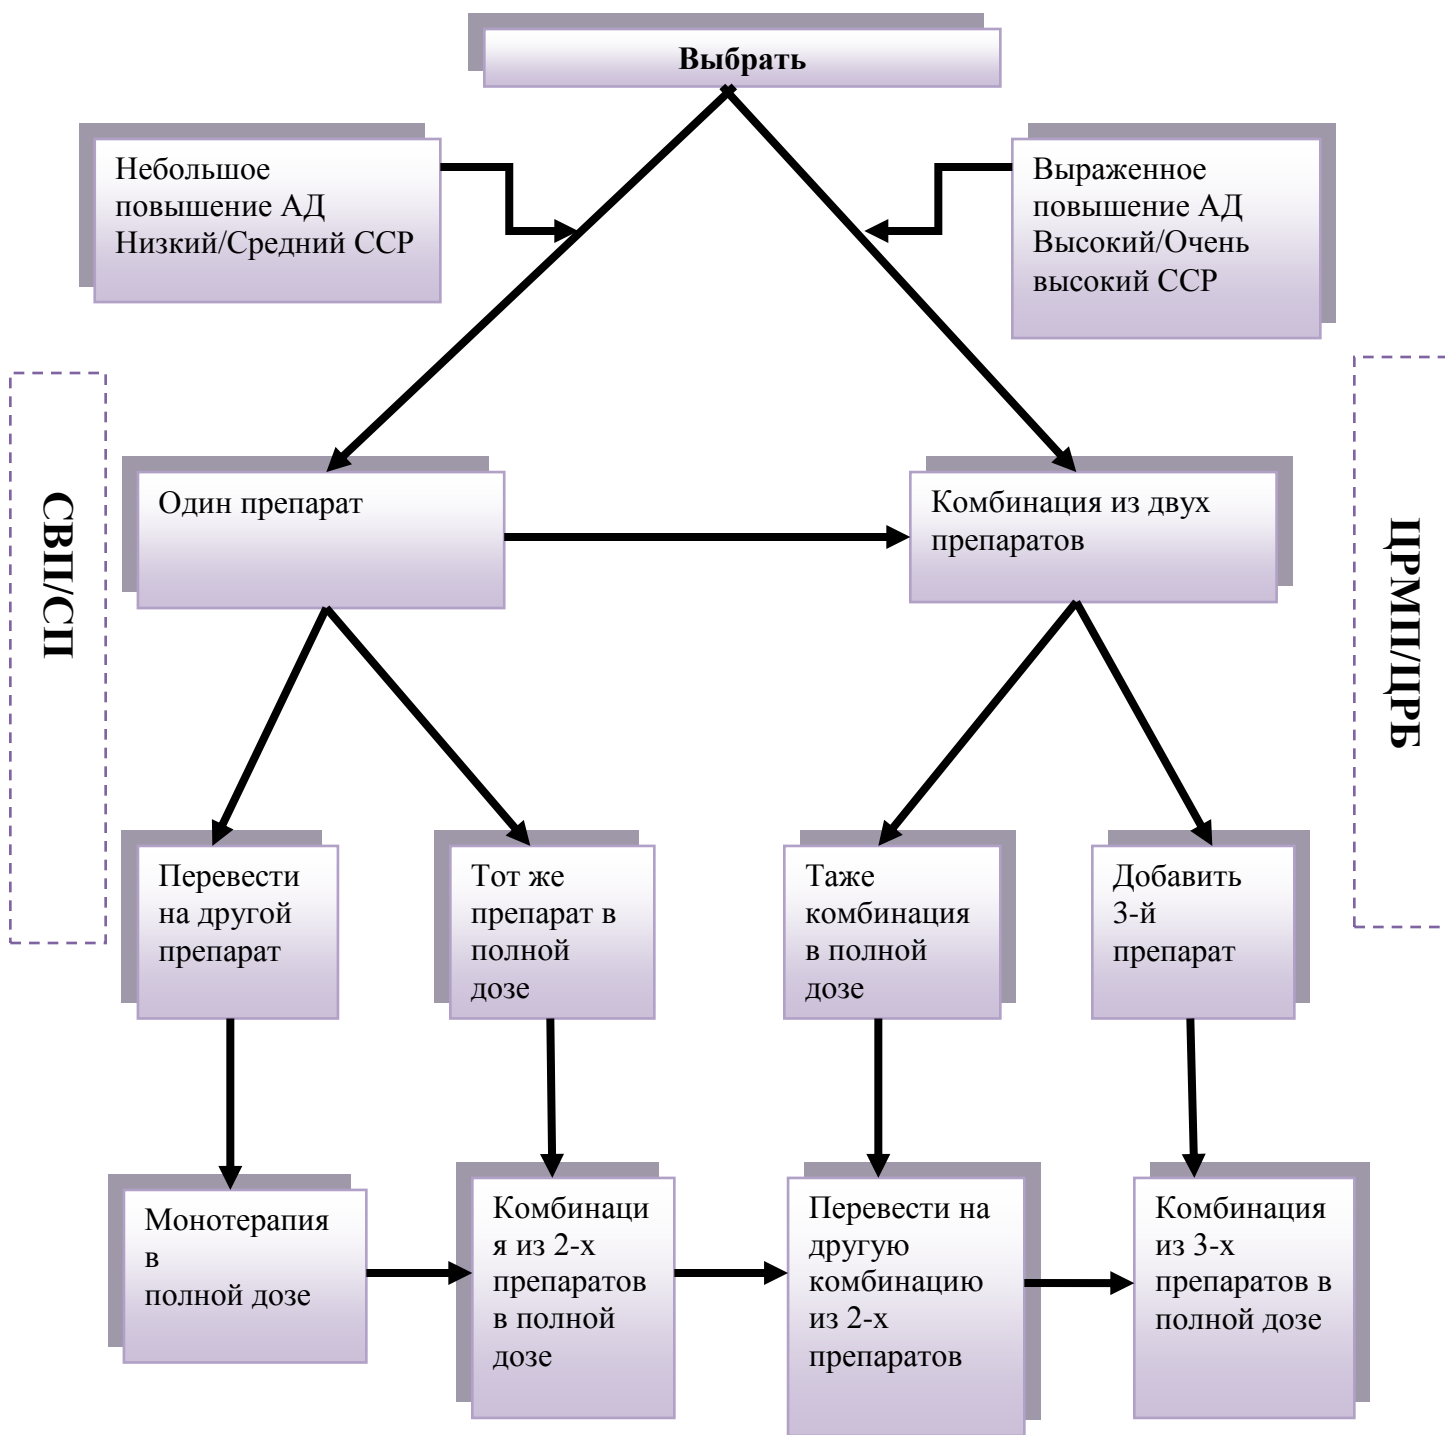 Выбрать
Небольшое
повышение АД
Низкий/Средний ССР
Выраженное
повышение АД
Высокий/Очень
высокий ССР
СВП/СП
ЦРМП/ЦРБ
Один препарат
Комбинация из двух
препаратов
Перевести
на другой
препарат
Тот же
препарат в
полной
дозе
Таже
комбинация
в полной
дозе
Добавить
3-й
препарат
Монотерапия
в
полной дозе
Комбинаци
я из 2-х
препаратов
в полной
дозе
Перевести на
другую
комбинацию
из 2-х
препаратов
Комбинация
из 3-х
препаратов в
полной дозе